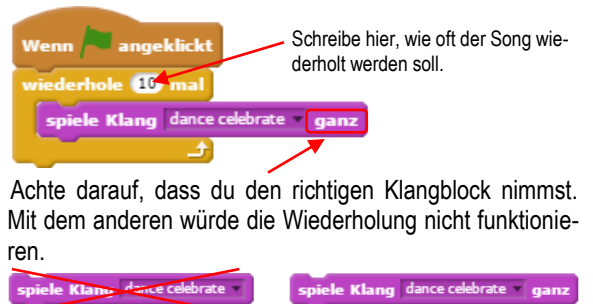 Wenn angeklickt
Schreibe hier, wie oft der Song wie-
derholt werden soll.
wiederhole 10 mal
spiele Klang dance celebrate ganz
Achte darauf, dass du den richtigen Klangblock nimmst.
Mit dem anderen würde die Wiederholung nicht funktionie-
ren.
spiele Klang dance celebrate
spiele Klang dance celebrate ganz